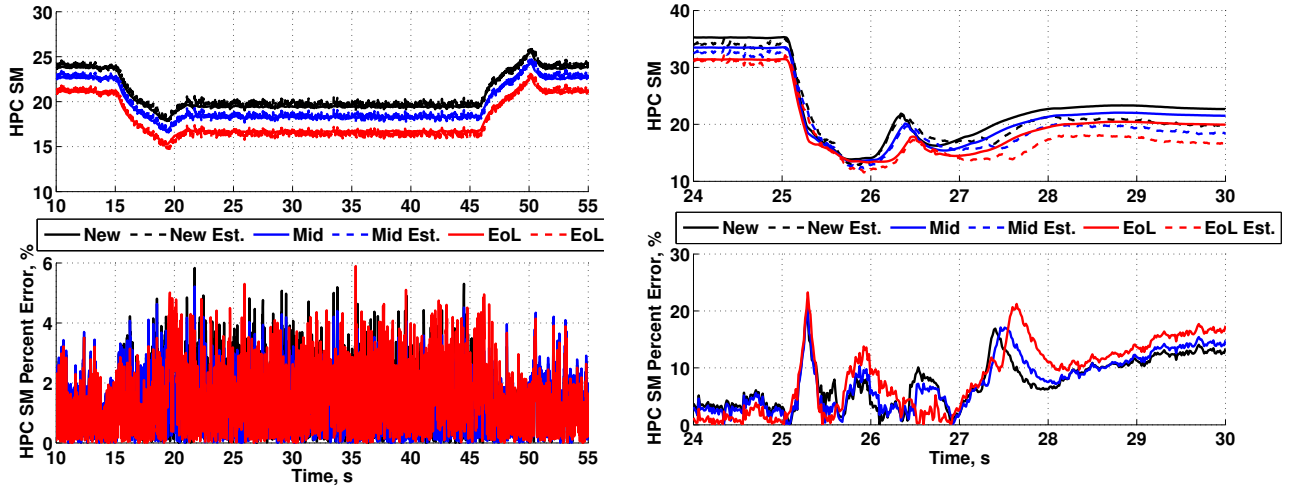 HPC SM
30
25
20
15
10
10 15 20 25 30 35 40 45 50 55
New New Est. Mid Mid Est. EoL EoL
HPC SM Percent Error, %
6
4
2
0
10 15 20 25 30 35 40 45 50 55
Time, s
HPC SM
40
30
20
10
24 25 26 27 28 29 30
New New Est. Mid Mid Est. EoL EoL Est.
HPC SM Percent Error, %
30
20
10
0
24 25 26 27 28 29 30
Time, s